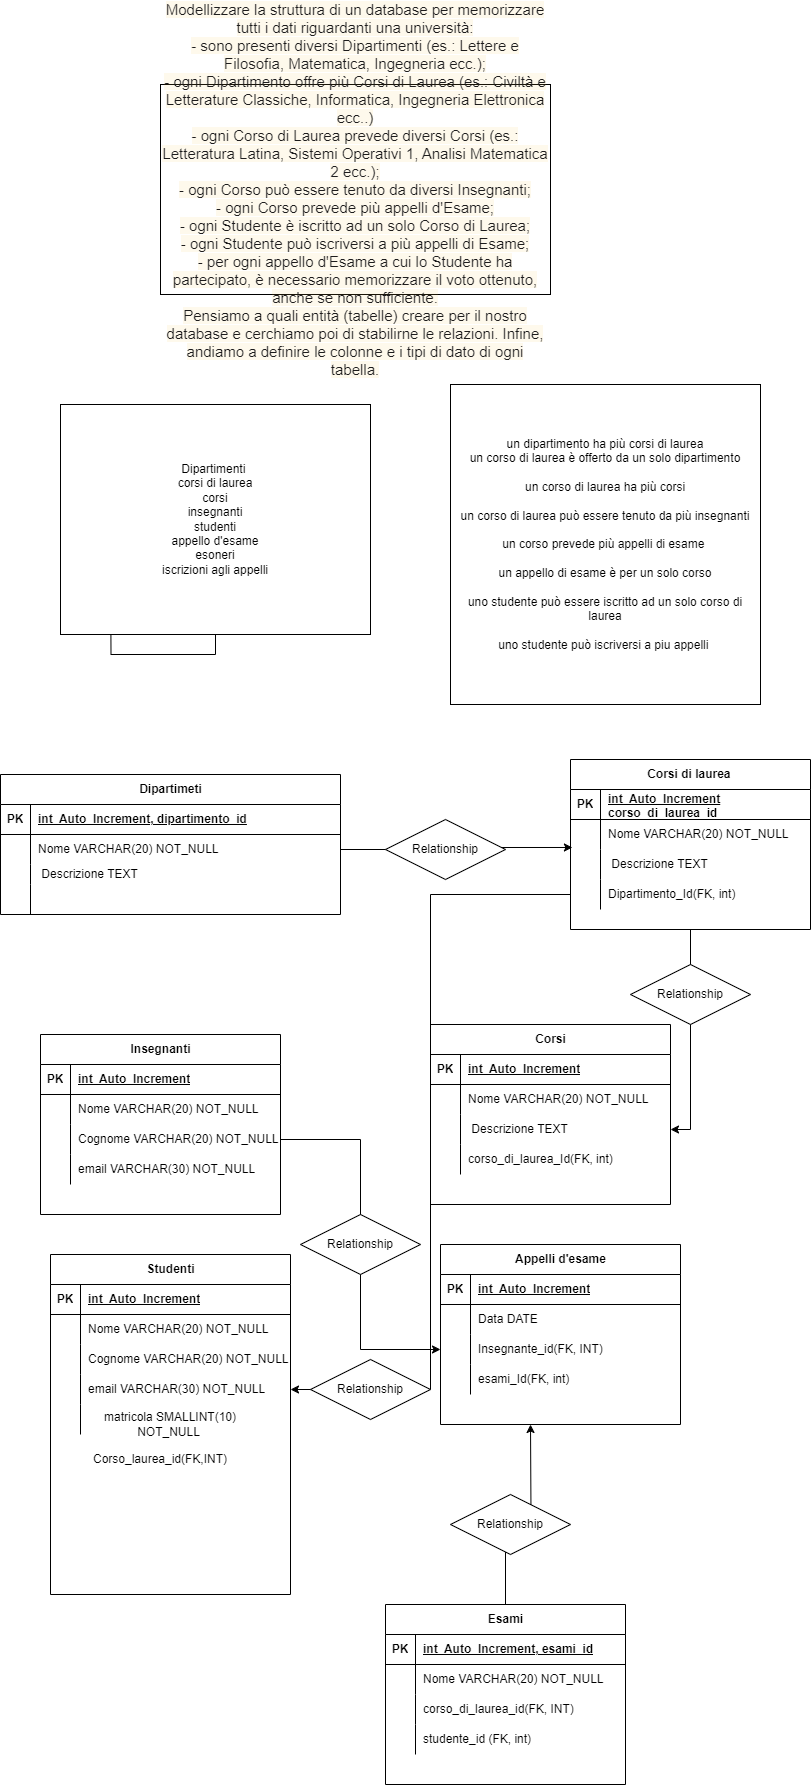 Modellizzare la struttura di un database per memorizzare
tutti i dati riguardanti una università:
- sono presenti diversi Dipartimenti (es.: Lettere e
Filosofia, Matematica, Ingegneria ecc.);
- ogni Dipartimento offre più Corsi di Laurea (es.: Civiltà e
Letterature Classiche, Informatica, Ingegneria Elettronica
ecc..)
- ogni Corso di Laurea prevede diversi Corsi (es.:
Letteratura Latina, Sistemi Operativi 1, Analisi Matematica
2 ecc.);
- ogni Corso può essere tenuto da diversi Insegnanti;
- ogni Corso prevede più appelli d'Esame;
- ogni Studente è iscritto ad un solo Corso di Laurea;
- ogni Studente può iscriversi a più appelli di Esame;
- per ogni appello d'Esame a cui lo Studente ha
partecipato, è necessario memorizzare il voto ottenuto,
anche se non sufficiente.
Pensiamo a quali entità (tabelle) creare per il nostro
database e cerchiamo poi di stabilirne le relazioni. Infine,
andiamo a definire le colonne e i tipi di dato di ogni
tabella.
Dipartimenti
corsi di laurea
corsi
insegnanti
studenti
appello d'esame
esoneri
iscrizioni agli appelli
un dipartimento ha più corsi di laurea
un corso di laurea è offerto da un solo dipartimento
un corso di laurea ha più corsi
un corso di laurea può essere tenuto da più insegnanti
un corso prevede più appelli di esame
un appello di esame è per un solo corso
uno studente può essere iscritto ad un solo corso di
laurea
uno studente può iscriversi a piu appelli
Dipartimeti
PK int_Auto_Increment, dipartimento_id
Nome VARCHAR(20) NOT_NULL
Descrizione TEXT
Relationship
Corsi di laurea
PK int_Auto_Increment
corso_di_laurea_id
Nome VARCHAR(20) NOT_NULL
Descrizione TEXT
Dipartimento_Id(FK, int)
Relationship
Insegnanti
PK int_Auto_Increment
Nome VARCHAR(20) NOT_NULL
Cognome VARCHAR(20) NOT_NULL
email VARCHAR(30) NOT_NULL
Corsi
PK int_Auto_Increment
Nome VARCHAR(20) NOT_NULL
Descrizione TEXT
corso_di_laurea_Id(FK, int)
Relationship
Studenti
PK int_Auto_Increment
Nome VARCHAR(20) NOT_NULL
Cognome VARCHAR(20) NOT_NULL
email VARCHAR(30) NOT_NULL
matricola SMALLINT(10)
NOT_NULL
Corso_laurea_id(FK,INT)
Relationship
Appelli d'esame
PK int_Auto_Increment
Data DATE
Insegnante_id(FK, INT)
esami_Id(FK, int)
Relationship
Esami
PK int_Auto_Increment, esami_id
Nome VARCHAR(20) NOT_NULL
corso_di_laurea_id(FK, INT)
studente_id (FK, int)